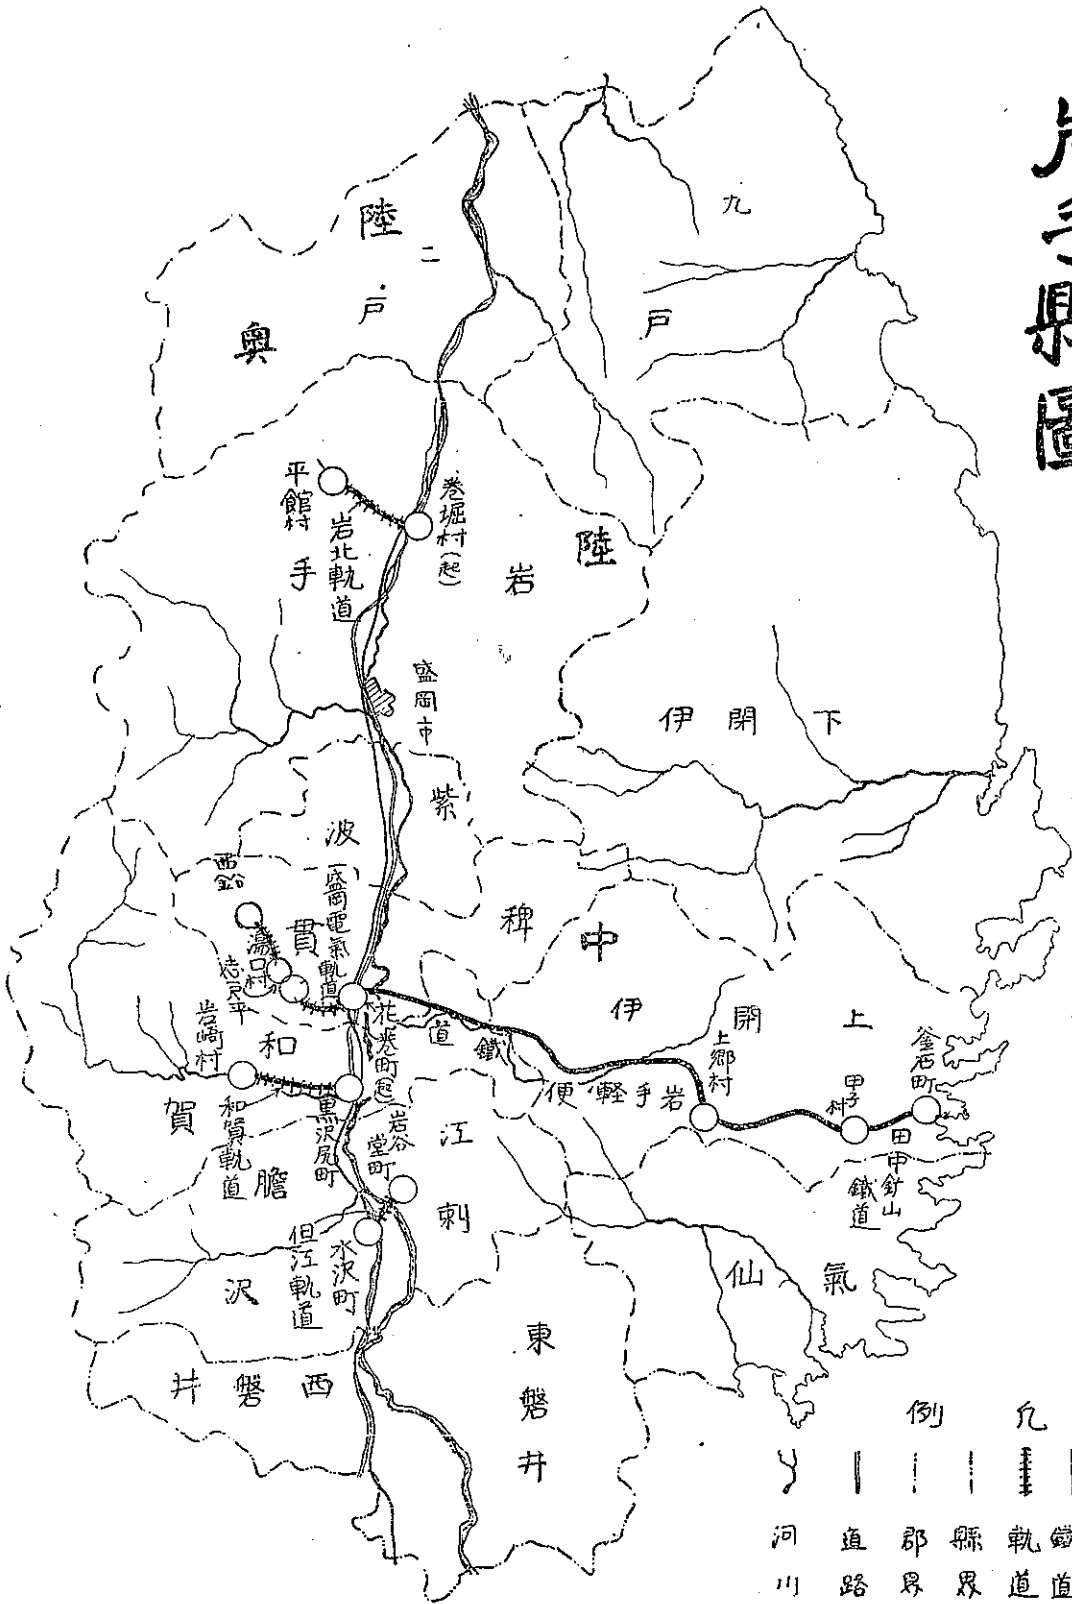 岩手縣圖
陸
奥
二
戸
九
戸
陸
中
岩
手
平館村
岩北軌道
巻堀村(起)
盛岡市
下
閉
伊
紫
波
稗
貫
西鉛
湯口村
志戸平
盛岡電氣軌道
花巻町(起)
岩手軽便鐵道
上
閉
伊
上郷村
甲子村
釜石町
田中鉱山鐵道
和
賀
岩崎村
和賀軌道
黒沢尻町
江
刺
岩谷堂町
膽
沢
水沢町
但江軌道
氣
仙
西磐井
東磐井
凡例
鐵道
軌道
縣界
郡界
道路
河川